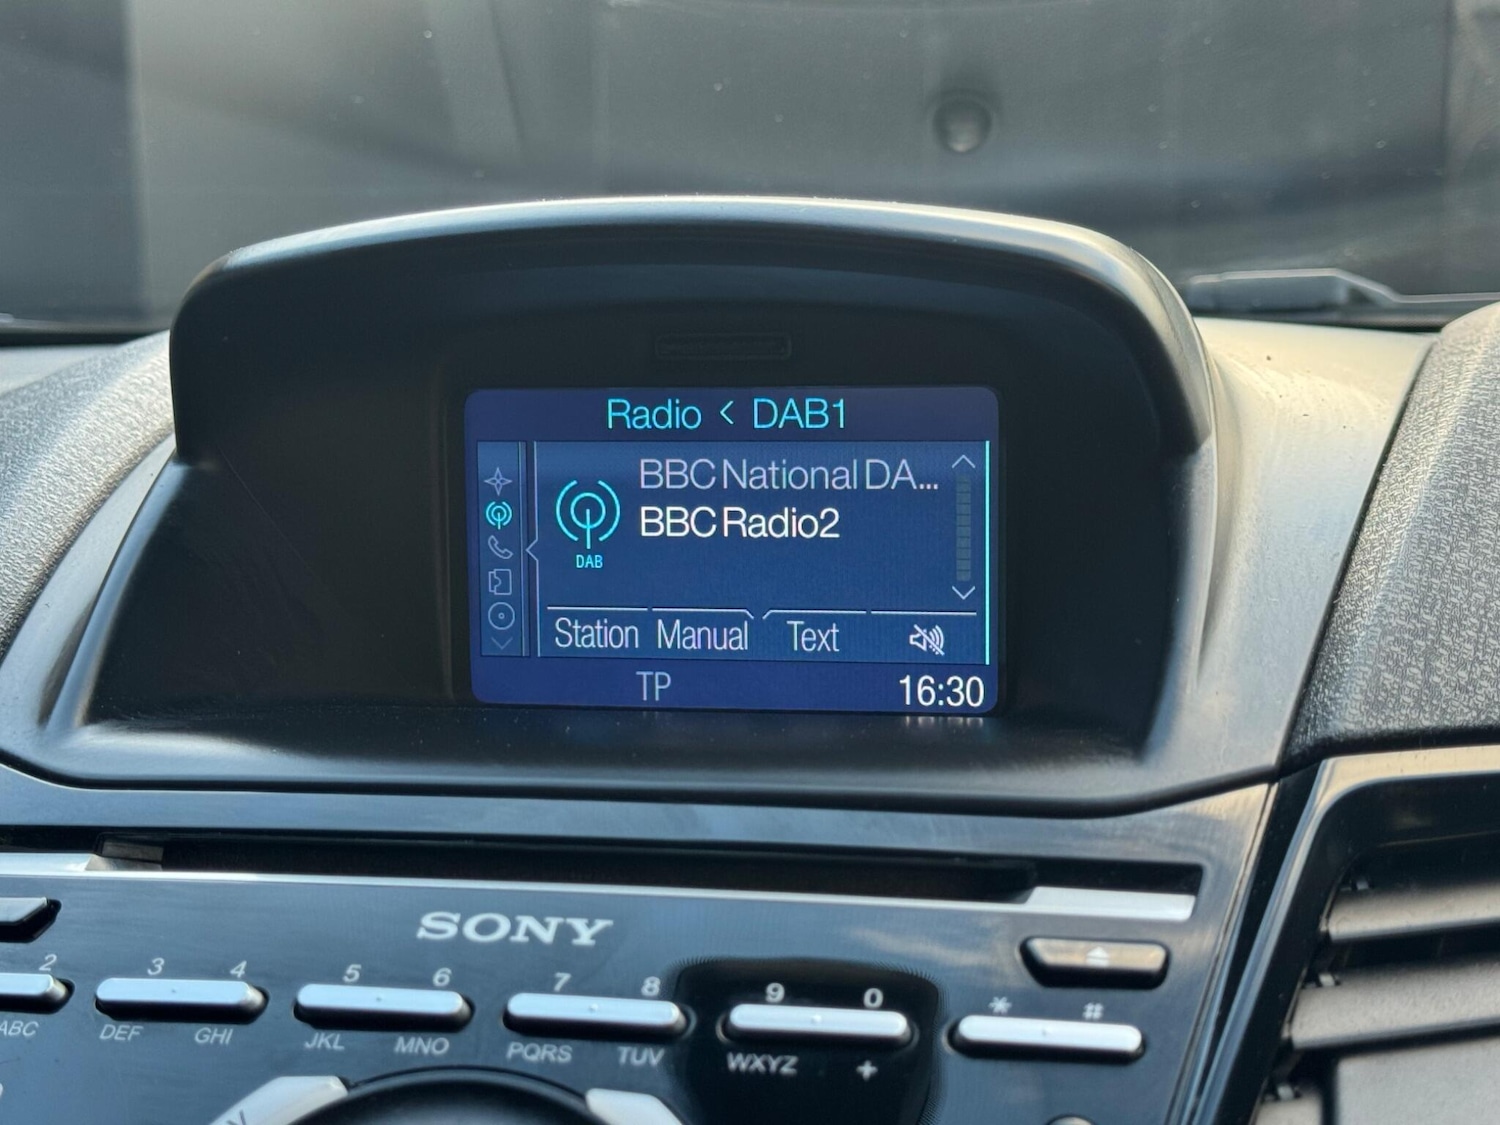 Radio < DAB1
BBC National DA...
BBC Radio2
DAB
Station Manual Text
TP 16:30
SONY
2 3 4 5 6 7 8 9 0 * #
ABC DEF GHI JKL MNO PQRS TUV WXYZ +